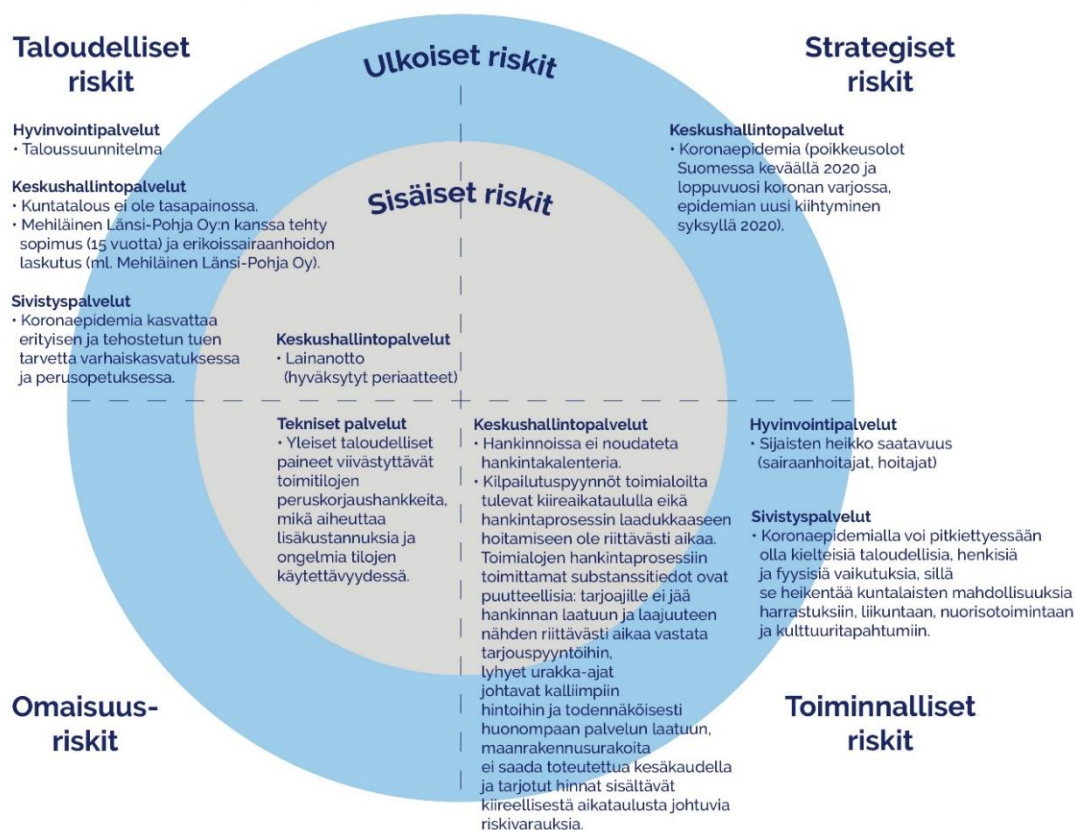 Taloudelliset
riskit
Hyvinvointipalvelut
• Taloussuunnitelma
Keskushallintopalvelut
• Kuntatalous ei ole tasapainossa.
• Mehiläinen Länsi-Pohja Oy:n kanssa tehty
sopimus (15 vuotta) ja erikoissairaanhoidon
laskutus (ml. Mehiläinen Länsi-Pohja Oy).
Sivistyspalvelut
• Koronaepidemia kasvattaa
erityisen ja tehostetun tuen
tarvetta varhaiskasvatuksessa
ja perusopetuksessa.
Ulkoiset riskit
Sisäiset riskit
Keskushallintopalvelut
• Lainanotto
(hyväksytyt periaatteet)
Strategiset
riskit
Keskushallintopalvelut
• Koronaepidemia (poikkeusolot
Suomessa keväällä 2020 ja
loppuvuosi koronan varjossa,
epidemian uusi kiihtyminen
syksyllä 2020).
Tekniset palvelut
• Yleiset taloudelliset
paineet viivästyttävät
toimitilojen
peruskorjaushankkeita,
mikä aiheuttaa
lisäkustannuksia ja
ongelmia tilojen
käytettävyydessä.
Omaisuus-
riskit
Keskushallintopalvelut
• Hankinnoissa ei noudateta
hankintakalenteria.
• Kilpailutuspyynnöt toimialoilta
tulevat kiireaikataululla eikä
hankintaprosessin laadukkaaseen
hoitamiseen ole riittävästi aikaa.
Toimialojen hankintaprosessiin
toimittamat substanssitiedot ovat
puutteellisia: tarjoajille ei jää
hankinnan laatuun ja laajuuteen
nähden riittävästi aikaa vastata
tarjouspyyntöihin,
lyhyet urakka-ajat
johtavat kalliimpiin
hintoihin ja todennäköisesti
huonompaan palvelun laatuun,
maanrakennusurakoita
ei saada toteutettua kesäkaudella
ja tarjotut hinnat sisältävät
kiireellisestä aikataulusta johtuvia
riskivarauksia.
Hyvinvointipalvelut
• Sijaisten heikko saatavuus
(sairaanhoitajat, hoitajat)
Sivistyspalvelut
• Koronaepidemialla voi pitkiettyessään
olla kielteisiä taloudellisia, henkisiä
ja fyysisiä vaikutuksia, sillä
se heikentää kuntalaisten mahdollisuuksia
harrastuksiin, liikuntaan, nuorisotoimintaan
ja kulttuuritapahtumiin.
Toiminnalliset
riskit